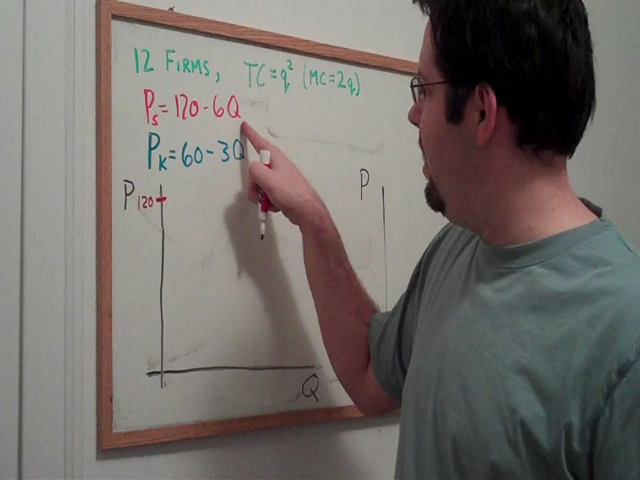 12 FIRMS, TC=q² (MC=2q)
Ps=120-6Q
PK=60-3Q
P 120
P
Q